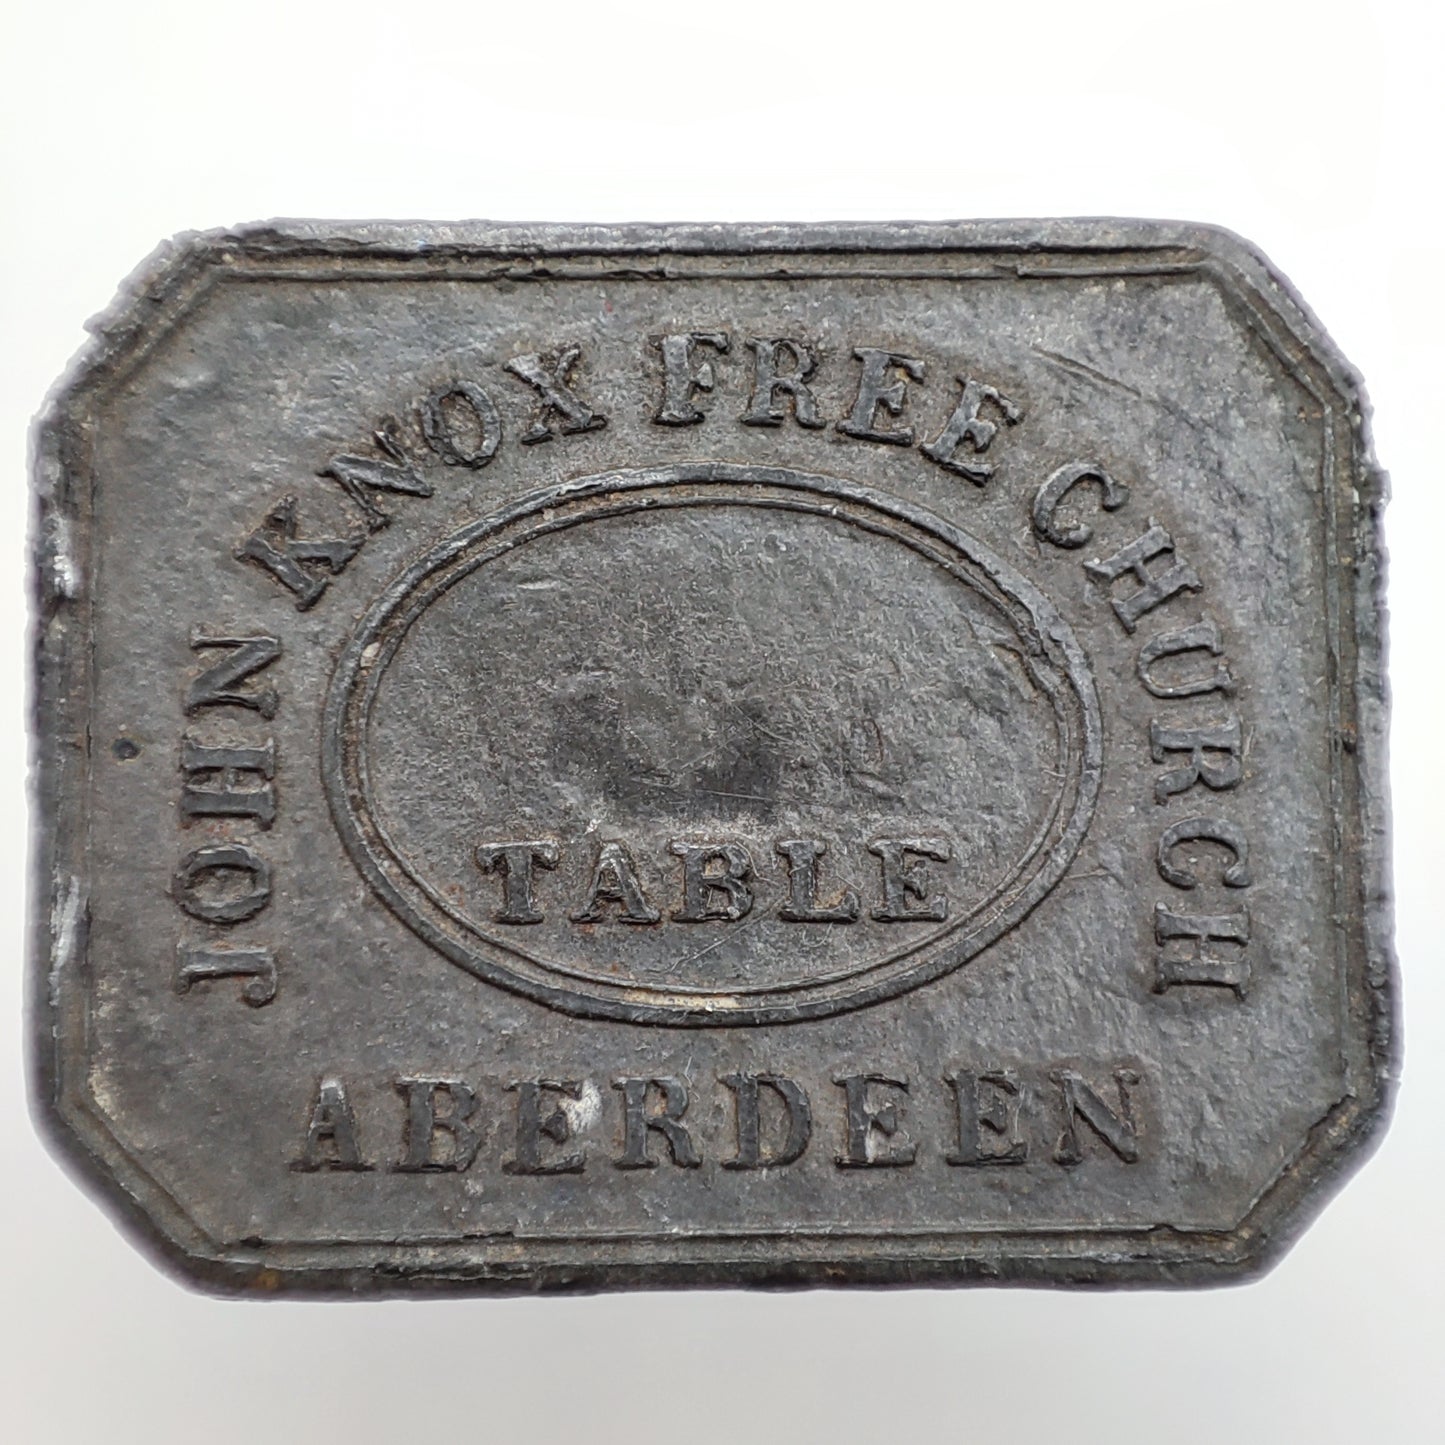 JOHN KNOX FREE CHURCH
TABLE
ABERDEEN